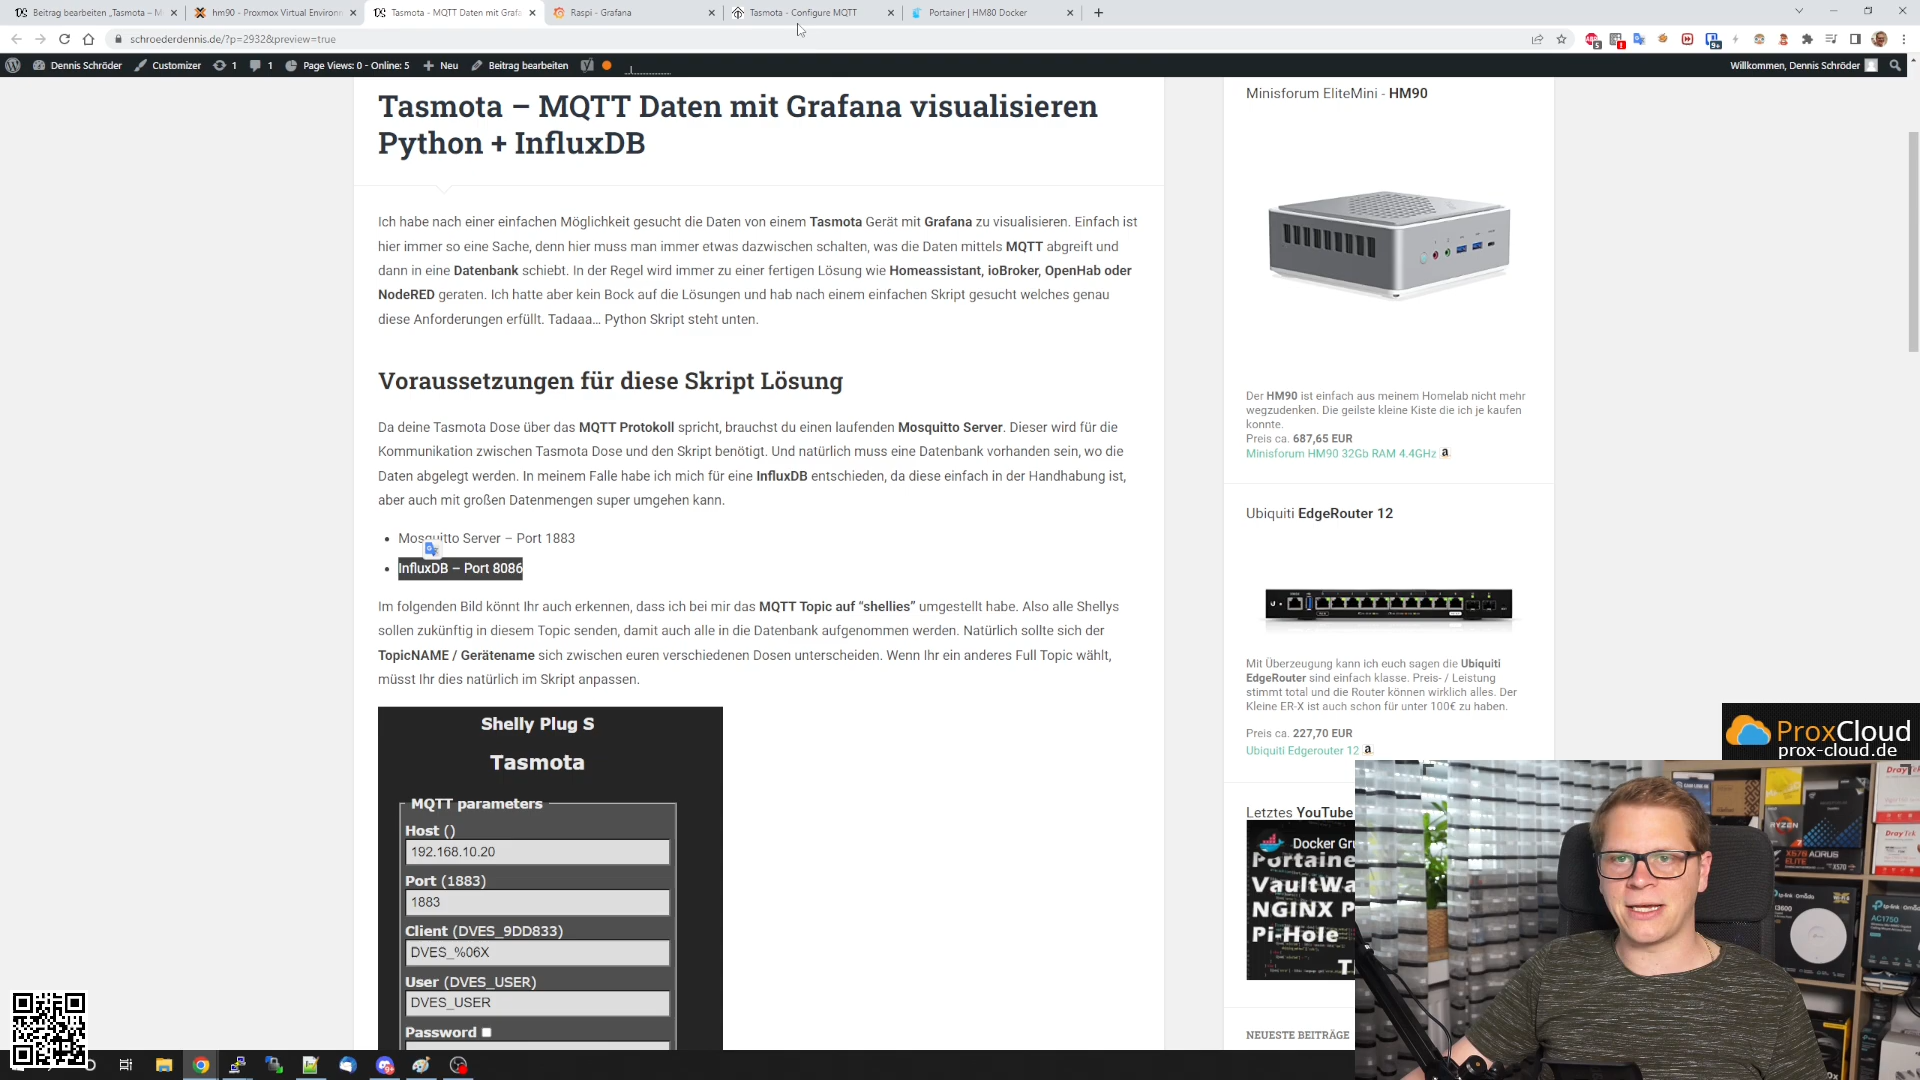 Beitrag bearbeiten „Tasmota – M
hm90 - Proxmox Virtual Environm
Tasmota - MQTT Daten mit Grafa
Raspi - Grafana
Tasmota - Configure MQTT
Portainer | HM80 Docker
schroederdennis.de/?p=2932&preview=true
Dennis Schröder
Customizer
1
1
Page Views: 0 - Online: 5
Neu
Beitrag bearbeiten
Willkommen, Dennis Schröder
Tasmota – MQTT Daten mit Grafana visualisieren
Python + InfluxDB
Ich habe nach einer einfachen Möglichkeit gesucht die Daten von einem Tasmota Gerät mit Grafana zu visualisieren. Einfach ist
hier immer so eine Sache, denn hier muss man immer etwas dazwischen schalten, was die Daten mittels MQTT abgreift und
dann in eine Datenbank schiebt. In der Regel wird immer zu einer fertigen Lösung wie Homeassistant, ioBroker, OpenHab oder
NodeRED geraten. Ich hatte aber kein Bock auf die Lösungen und hab nach einem einfachen Skript gesucht welches genau
diese Anforderungen erfüllt. Tadaaa… Python Skript steht unten.
Voraussetzungen für diese Skript Lösung
Da deine Tasmota Dose über das MQTT Protokoll spricht, brauchst du einen laufenden Mosquitto Server. Dieser wird für die
Kommunikation zwischen Tasmota Dose und den Skript benötigt. Und natürlich muss eine Datenbank vorhanden sein, wo die
Daten abgelegt werden. In meinem Falle habe ich mich für eine InfluxDB entschieden, da diese einfach in der Handhabung ist,
aber auch mit großen Datenmengen super umgehen kann.
Mosquitto Server – Port 1883
InfluxDB – Port 8086
Im folgenden Bild könnt Ihr auch erkennen, dass ich bei mir das MQTT Topic auf “shellies” umgestellt habe. Also alle Shellys
sollen zukünftig in diesem Topic senden, damit auch alle in die Datenbank aufgenommen werden. Natürlich sollte sich der
TopicNAME / Gerätename sich zwischen euren verschiedenen Dosen unterscheiden. Wenn Ihr ein anderes Full Topic wählt,
müsst Ihr dies natürlich im Skript anpassen.
Shelly Plug S
Tasmota
MQTT parameters
Host ()
192.168.10.20
Port (1883)
1883
Client (DVES_9DD833)
DVES_%06X
User (DVES_USER)
DVES_USER
Password
Minisforum EliteMini - HM90
Der HM90 ist einfach aus meinem Homelab nicht mehr
wegzudenken. Die geilste kleine Kiste die ich je kaufen
konnte.
Preis ca. 687,65 EUR
Minisforum HM90 32Gb RAM 4.4GHz
Ubiquiti EdgeRouter 12
Mit Überzeugung kann ich euch sagen die Ubiquiti
EdgeRouter sind einfach klasse. Preis- / Leistung
stimmt total und die Router können wirklich alles. Der
Kleine ER-X ist auch schon für unter 100€ zu haben.
Preis ca. 227,70 EUR
Ubiquiti Edgerouter 12
Letztes YouTube
Docker Gru
Portaine
VaultWa
NGINX P
Pi-Hole
NEUESTE BEITRÄGE
ProxCloud
prox-cloud.de
RYZEN
X570 AORUS
ELITE
X570
DrayTek
DrayTek
tp-link
AC1750